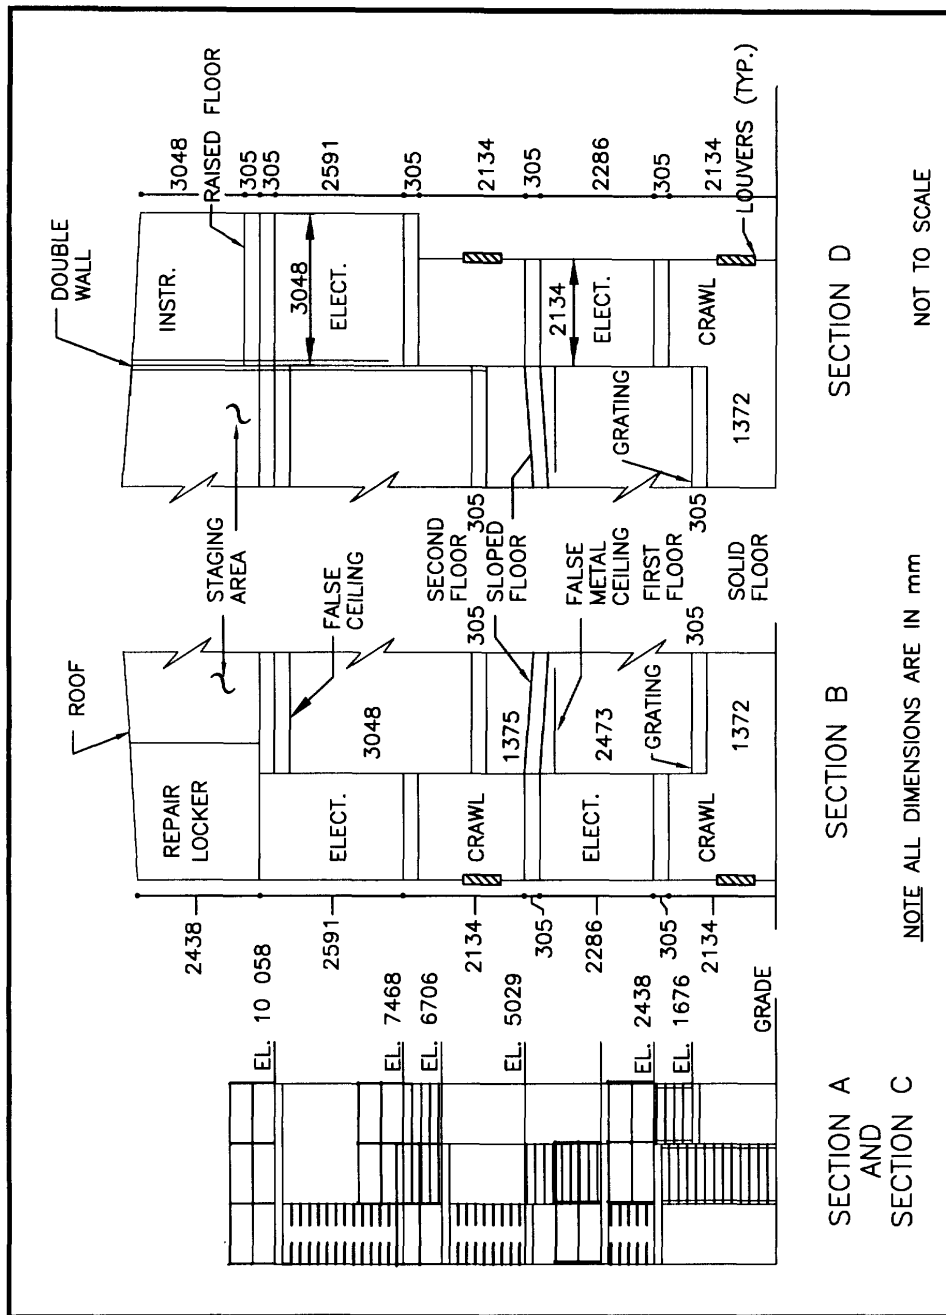 SECTION A
AND
SECTION C
GRADE
EL. 1676
EL. 2438
EL. 5029
EL. 6706
EL. 7468
EL. 10 058
2134
305
2286
305
2134
2591
2438
SECTION B
CRAWL
ELECT.
CRAWL
ELECT.
REPAIR
LOCKER
1372
GRATING
2473
1375
3048
ROOF
STAGING
AREA
FALSE
CEILING
SECOND
FLOOR
305
SLOPED
FLOOR
FALSE
METAL
CEILING
FIRST
FLOOR
305
SOLID
FLOOR
305
305
1372
GRATING
SECTION D
CRAWL
ELECT.
2134
ELECT.
3048
INSTR.
DOUBLE
WALL
RAISED FLOOR
3048
305
305
2591
305
2134
305
2286
305
2134
LOUVERS (TYP.)
NOTE ALL DIMENSIONS ARE IN mm
NOT TO SCALE